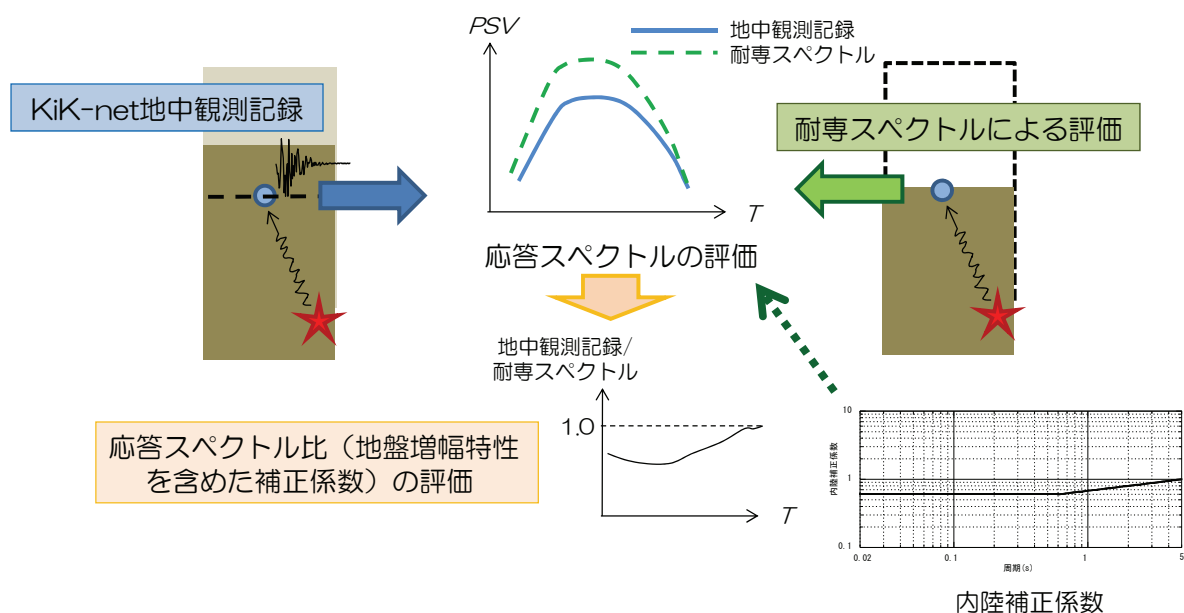 PSV
地中観測記録
耐専スペクトル
KiK-net地中観測記録
耐専スペクトルによる評価
T
応答スペクトルの評価
地中観測記録/
耐専スペクトル
1.0
応答スペクトル比（地盤増幅特性
を含めた補正係数）の評価
T
内陸補正係数
10
1
0.1
0.02
0.1
1
5
周期(s)
内陸補正係数